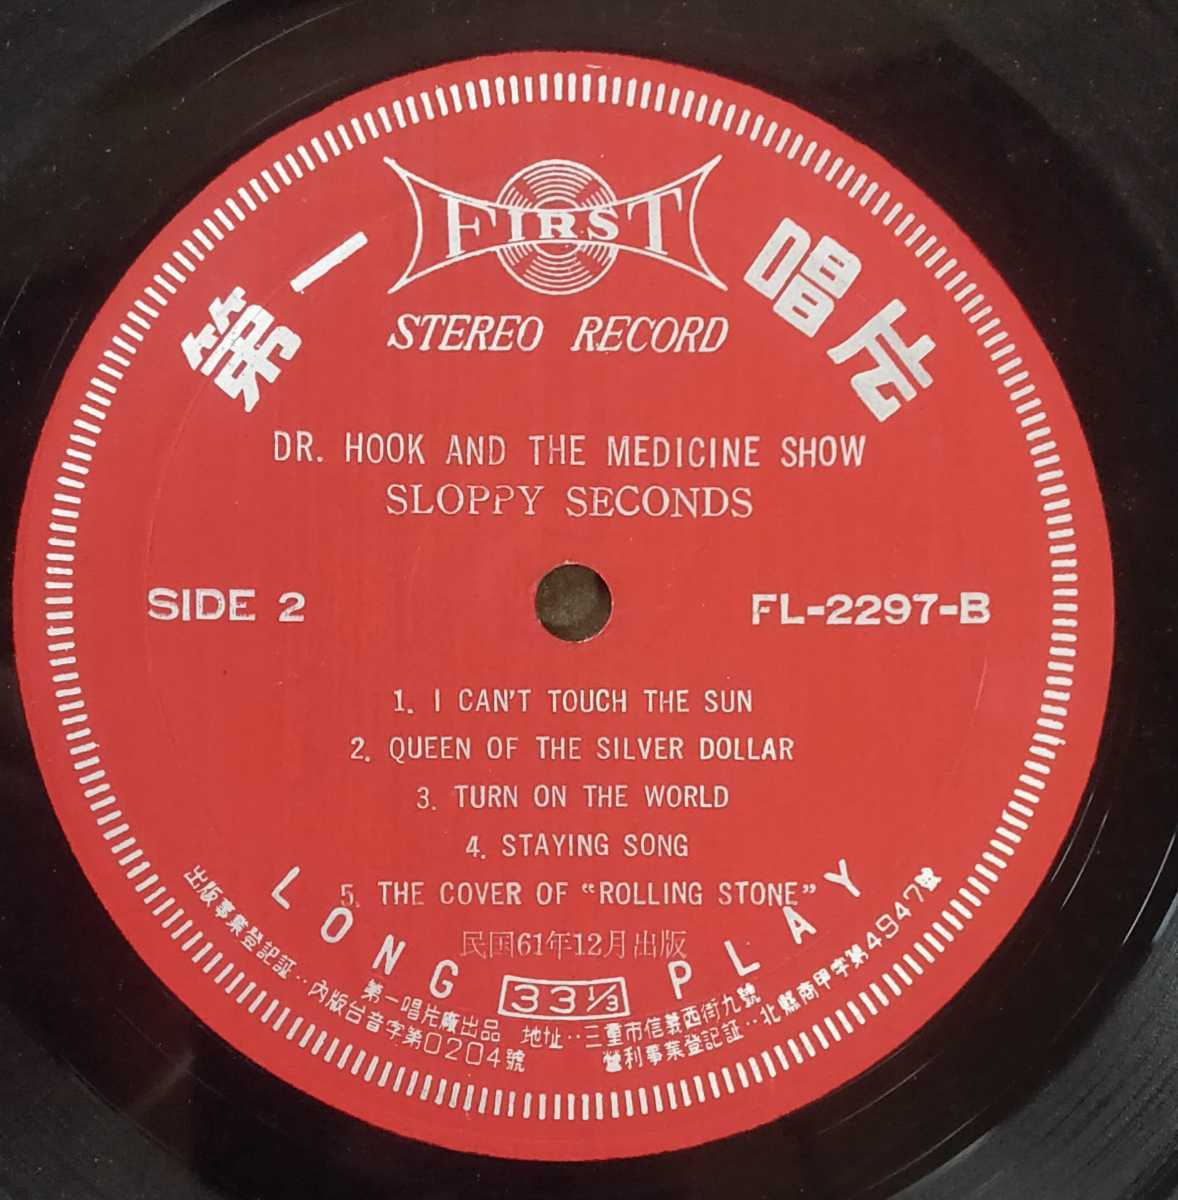 FIRST
第一唱片
STEREO RECORD
DR. HOOK AND THE MEDICINE SHOW
SLOPPY SECONDS
SIDE 2
FL-2297-B
1. I CAN'T TOUCH THE SUN
2. QUEEN OF THE SILVER DOLLAR
3. TURN ON THE WORLD
4. STAYING SONG
5. THE COVER OF “ROLLING STONE”
民国61年12月出版
LONG PLAY
33 1/3
第一唱片廠出品 地址：三重市信義西街九號
出版事業登記証：內版台音字第0204號
營利事業登記証：北縣商甲字第4947號